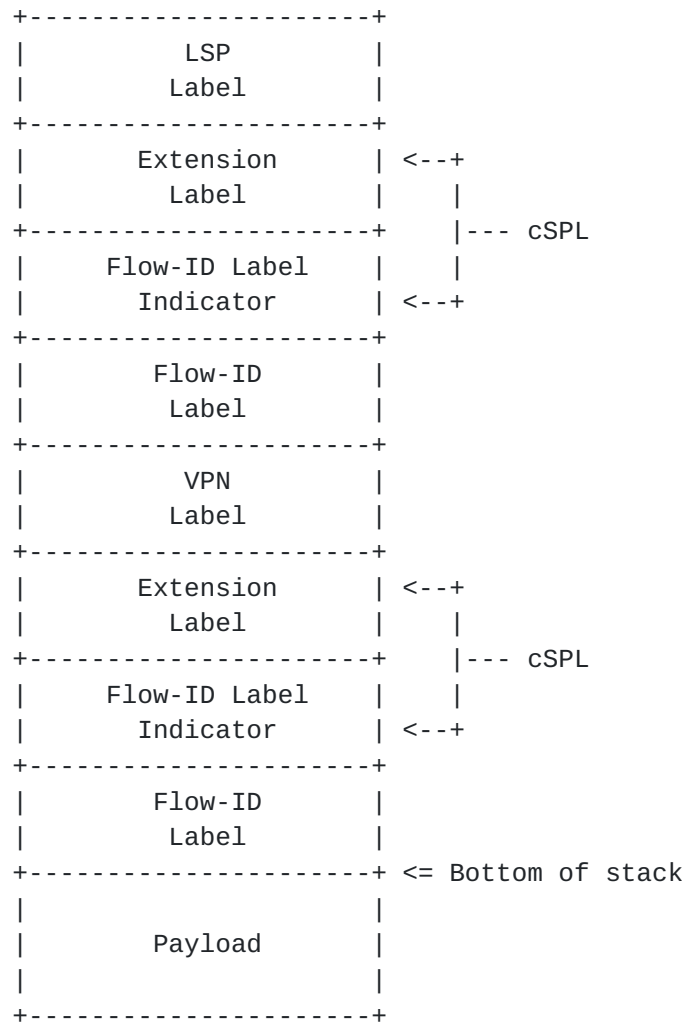 +----------------------+
|          LSP         |
|         Label        |
+----------------------+
|       Extension      | <--+
|         Label        |    |
+----------------------+    |--- cSPL
|     Flow-ID Label    |    |
|       Indicator      | <--+
+----------------------+
|        Flow-ID       |
|         Label        |
+----------------------+
|          VPN         |
|         Label        |
+----------------------+
|       Extension      | <--+
|         Label        |    |
+----------------------+    |--- cSPL
|     Flow-ID Label    |    |
|       Indicator      | <--+
+----------------------+
|        Flow-ID       |
|         Label        |
+----------------------+ <= Bottom of stack
|                      |
|        Payload       |
|                      |
+----------------------+